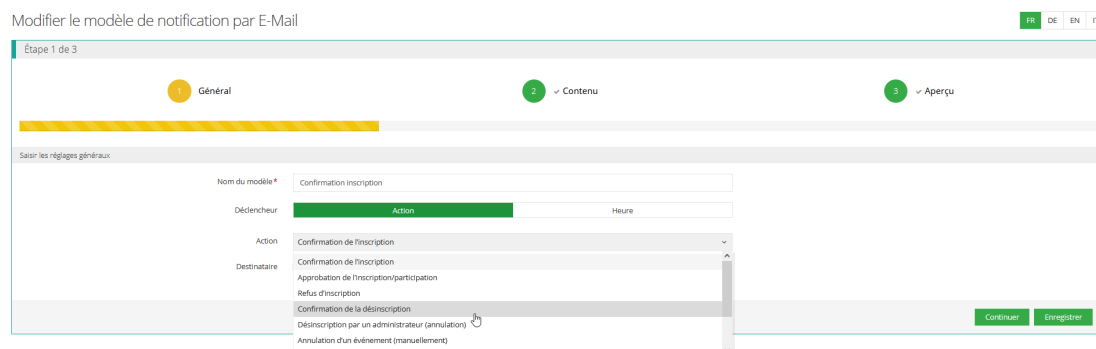 Modifier le modèle de notification par E-Mail
FR DE EN
Étape 1 de 3
1 Général
2 Contenu
3 Aperçu
Saisir les réglages généraux
Nom du modèle* Confirmation inscription
Déclencheur Action Heure
Action Confirmation de l'inscription
Destinataire
Confirmation de l'inscription
Approbation de l'inscription/participation
Refus d'inscription
Confirmation de la désinscription
Désinscription par un administrateur (annulation)
Annulation d'un événement (manuellement)
Continuer Enregistrer